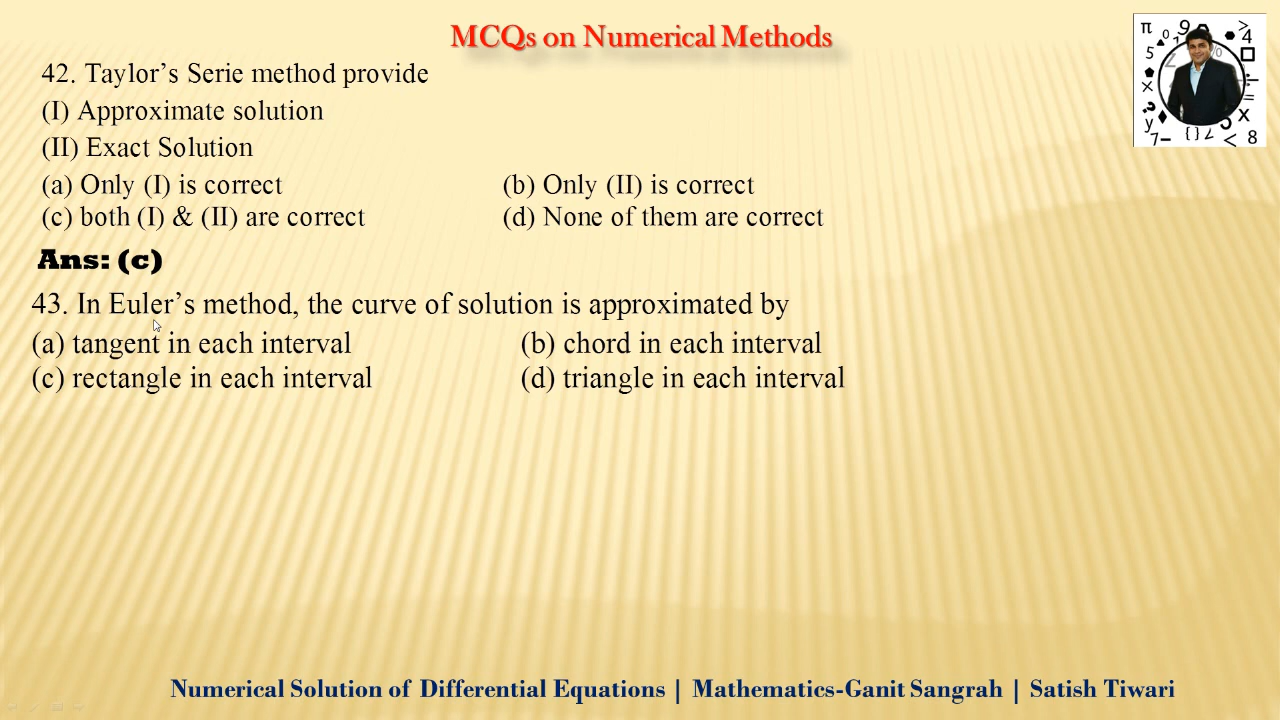 MCQs on Numerical Methods
42. Taylor’s Serie method provide
(I) Approximate solution
(II) Exact Solution
(a) Only (I) is correct (b) Only (II) is correct
(c) both (I) & (II) are correct (d) None of them are correct
Ans: (c)
43. In Euler’s method, the curve of solution is approximated by
(a) tangent in each interval (b) chord in each interval
(c) rectangle in each interval (d) triangle in each interval
Numerical Solution of Differential Equations | Mathematics-Ganit Sangrah | Satish Tiwari